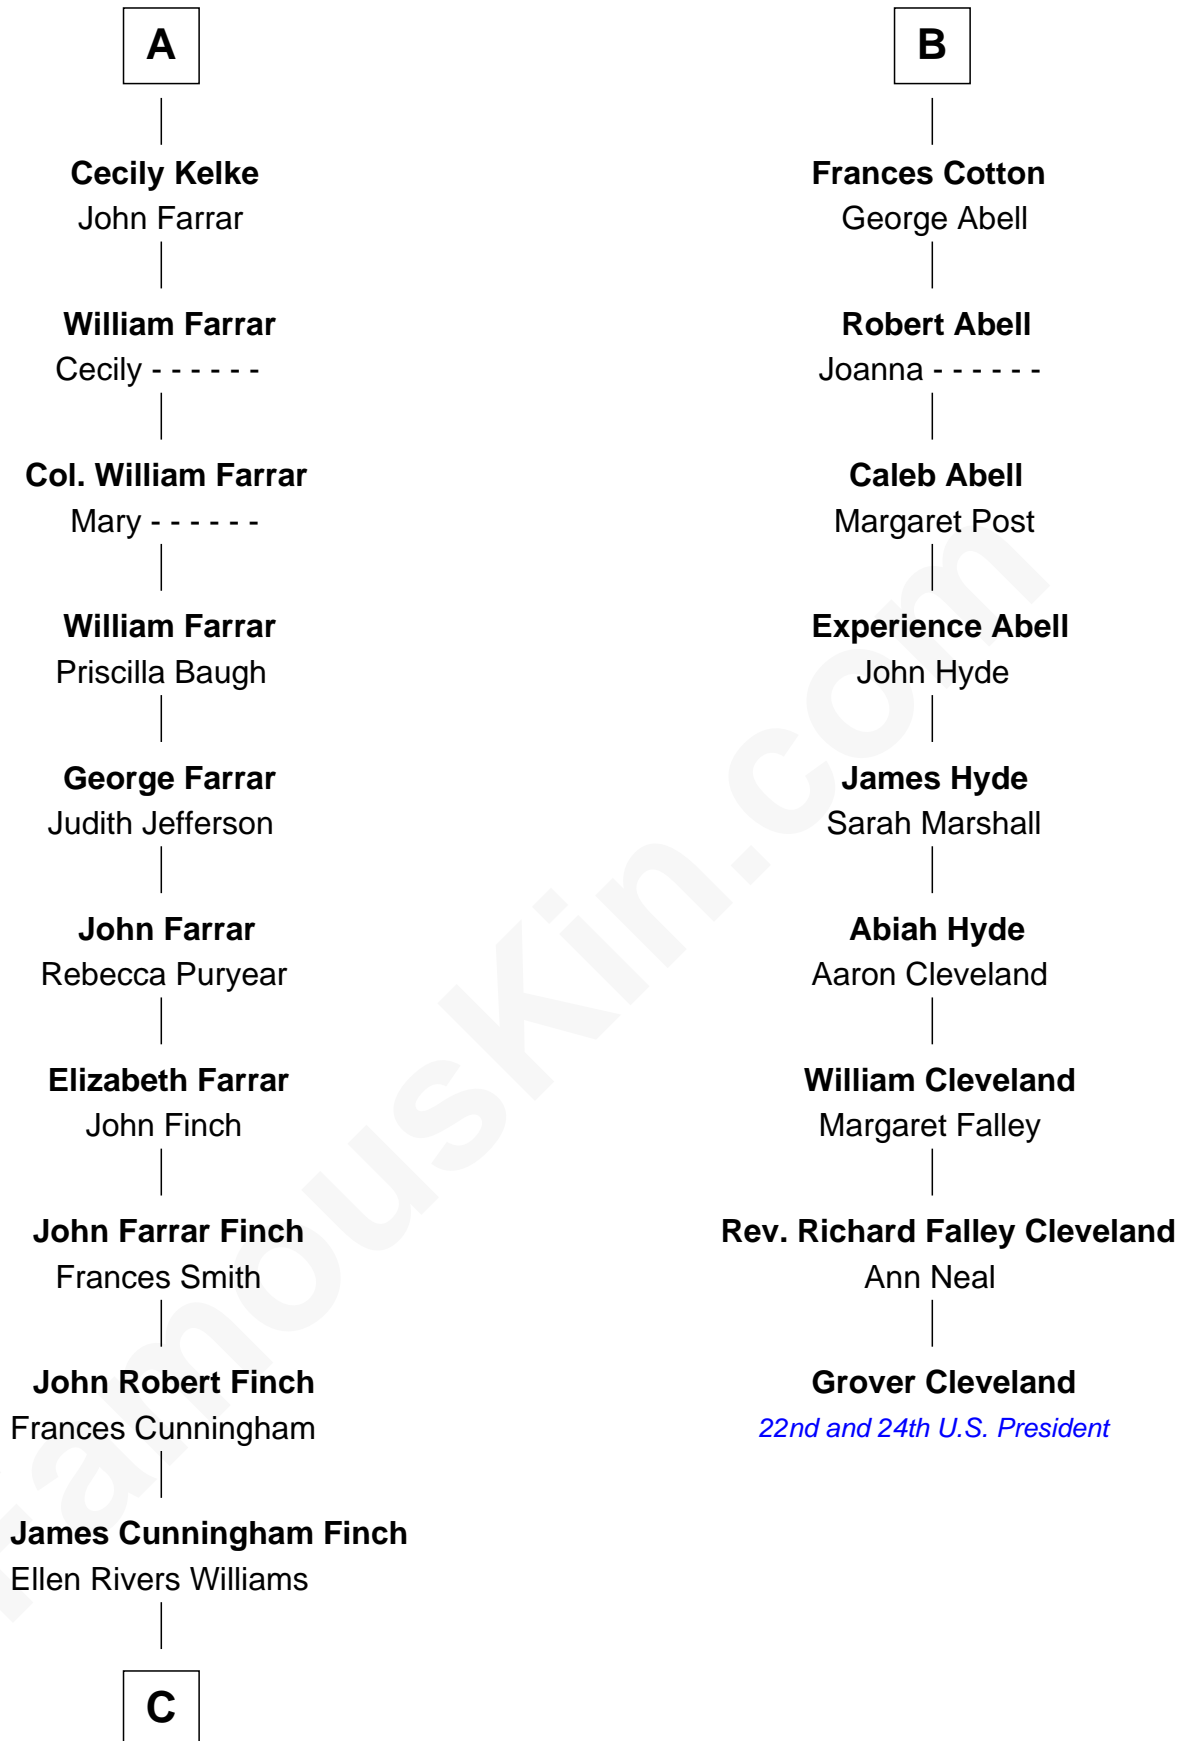 A
Cecily Kelke
John Farrar
William Farrar
Cecily - - - - - -
Col. William Farrar
Mary - - - - - -
William Farrar
Priscilla Baugh
George Farrar
Judith Jefferson
John Farrar
Rebecca Puryear
Elizabeth Farrar
John Finch
John Farrar Finch
Frances Smith
John Robert Finch
Frances Cunningham
James Cunningham Finch
Ellen Rivers Williams
C
B
Frances Cotton
George Abell
Robert Abell
Joanna - - - - - -
Caleb Abell
Margaret Post
Experience Abell
John Hyde
James Hyde
Sarah Marshall
Abiah Hyde
Aaron Cleveland
William Cleveland
Margaret Falley
Rev. Richard Falley Cleveland
Ann Neal
Grover Cleveland
22nd and 24th U.S. President
FamousKin.com